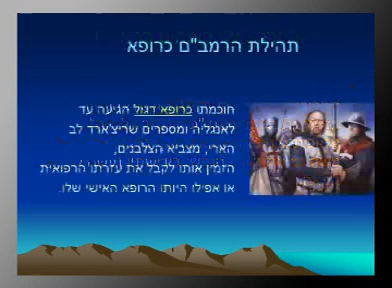 תהילת הרמב"ם כרופא
חוכמתו כרופא דגול הגיעה עד
לאנגליה ומספרים שריצ'ארד לב
הארי, מצביא הצלבנים,
הזמין אותו לקבל את עזרתו הרפואית
או אפילו היותו הרופא האישי שלו.